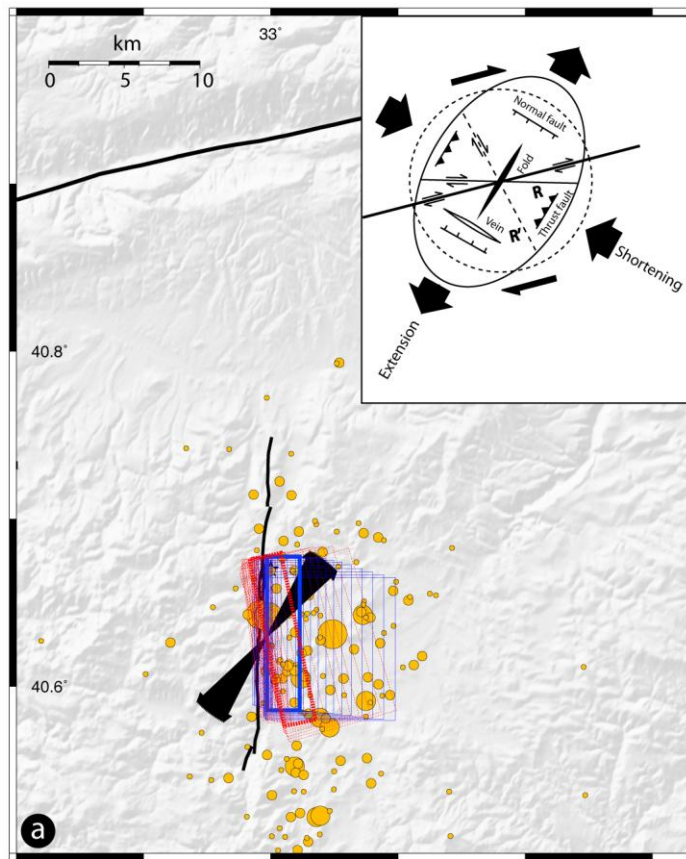 km
0 5 10
33°
40.8°
40.6°
Normal fault
Fold
R
Thrust fault
Vein
R'
Shortening
Extension
a